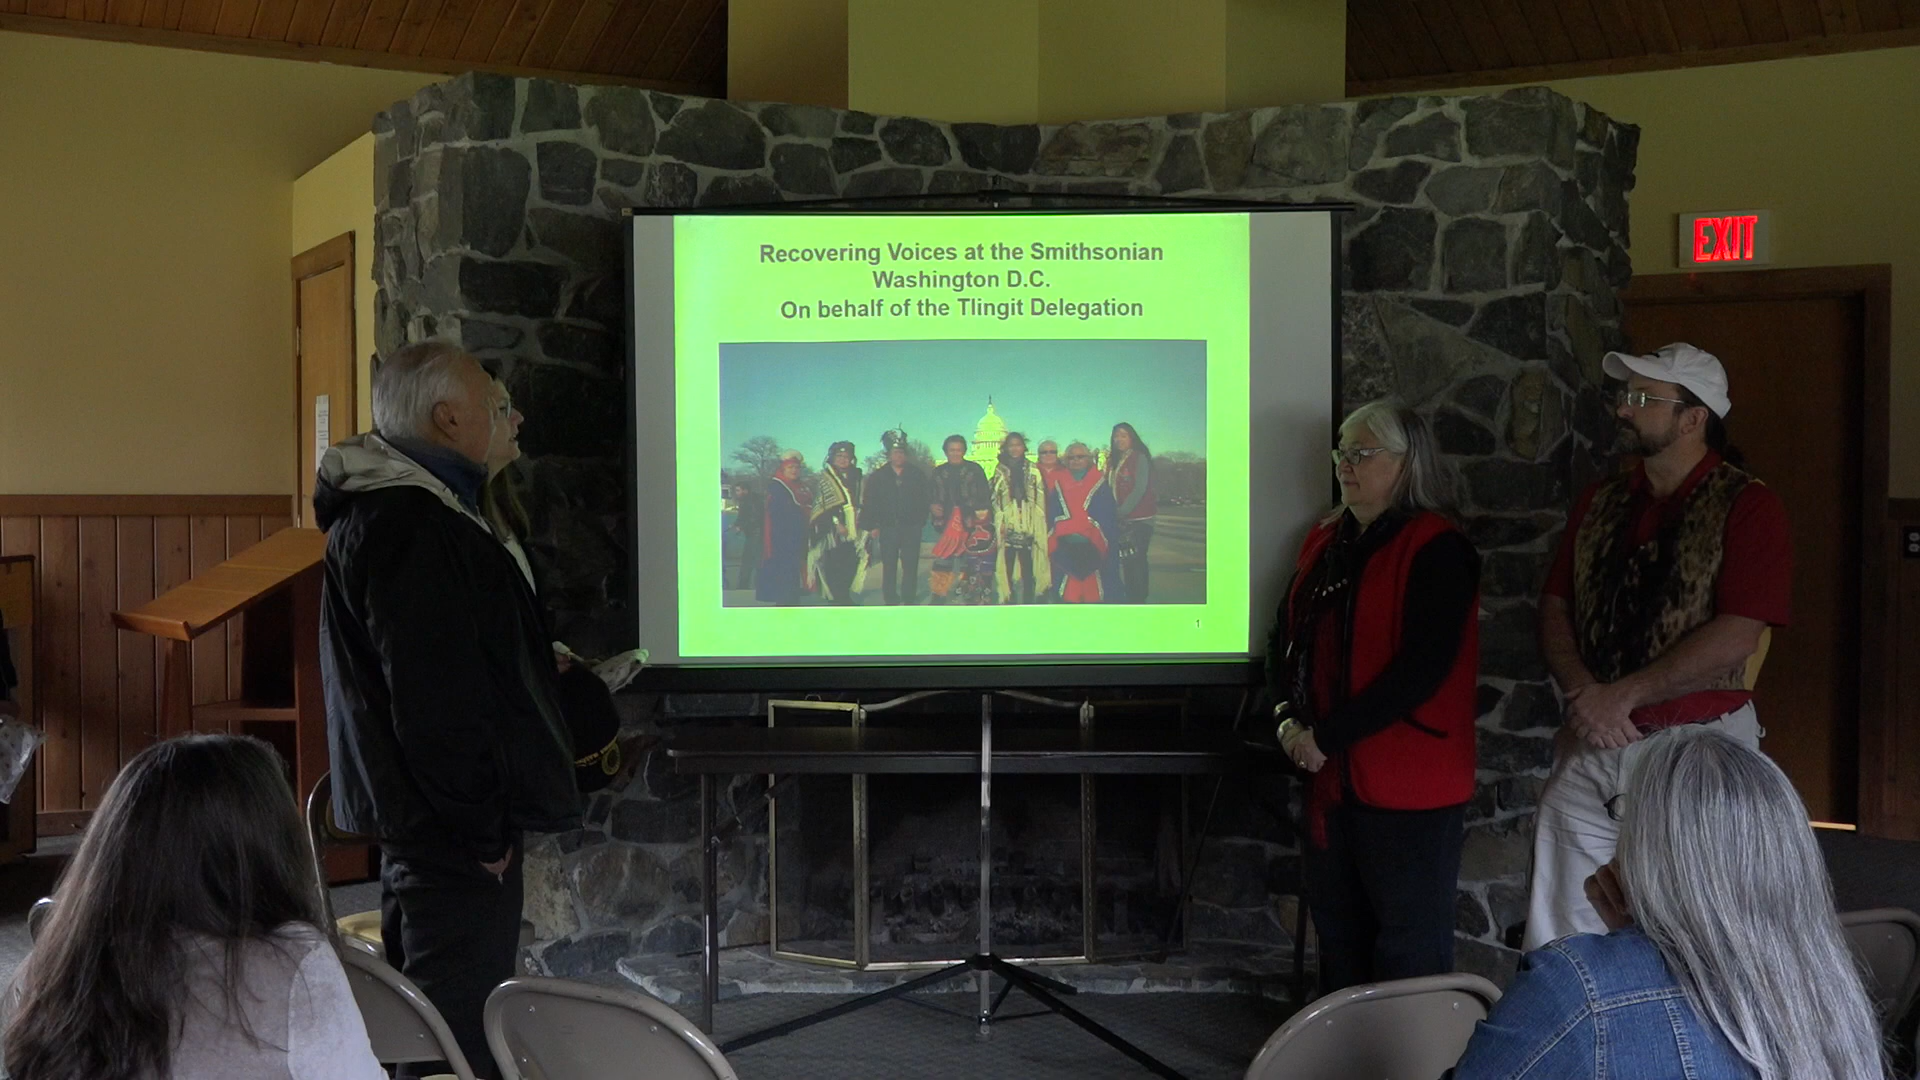 Recovering Voices at the Smithsonian
Washington D.C.
On behalf of the Tlingit Delegation
1
EXIT